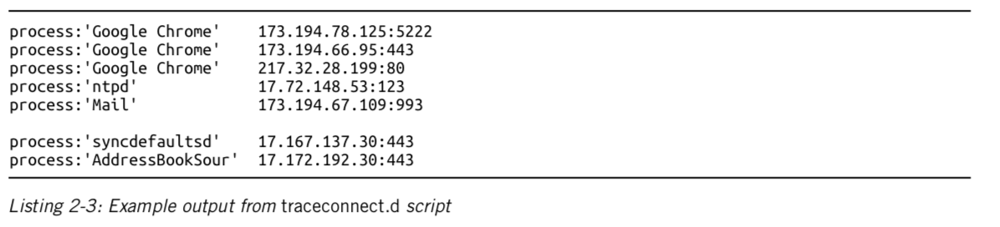 process:'Google Chrome' 173.194.78.125:5222
process:'Google Chrome' 173.194.66.95:443
process:'Google Chrome' 217.32.28.199:80
process:'ntpd' 17.72.148.53:123
process:'Mail' 173.194.67.109:993
process:'syncdefaultsd' 17.167.137.30:443
process:'AddressBookSour' 17.172.192.30:443
Listing 2-3: Example output from traceconnect.d script